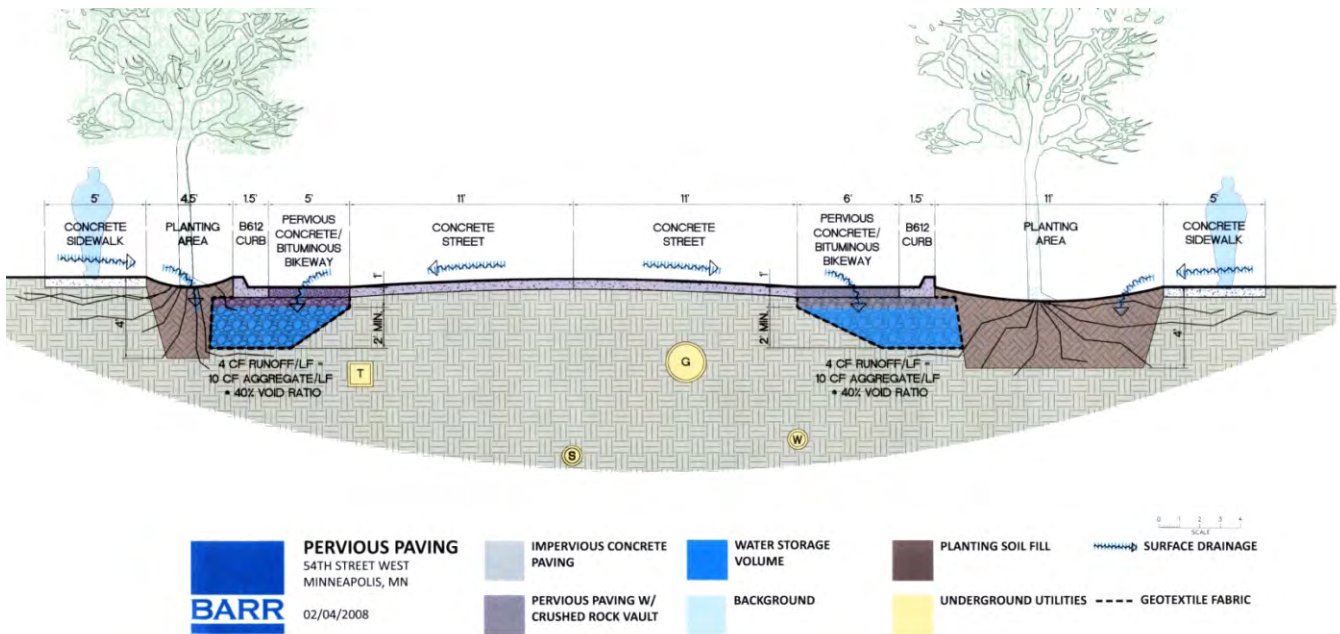 5' 4.5' 1.5' 5' 11' 11' 6' 1.5' 11' 5'
CONCRETE
SIDEWALK
PLANTING
AREA
B612
CURB
PERVIOUS
CONCRETE/
BITUMINOUS
BIKEWAY
CONCRETE
STREET
CONCRETE
STREET
PERVIOUS
CONCRETE/
BITUMINOUS
BIKEWAY
B612
CURB
PLANTING
AREA
CONCRETE
SIDEWALK
4'
1'
2' MIN.
1'
2' MIN.
4'
4 CF RUNOFF/LF =
10 CF AGGREGATE/LF
* 40% VOID RATIO
T
G
4 CF RUNOFF/LF =
10 CF AGGREGATE/LF
* 40% VOID RATIO
S
W
PERVIOUS PAVING
54TH STREET WEST
MINNEAPOLIS, MN
BARR
02/04/2008
IMPERVIOUS CONCRETE
PAVING
PERVIOUS PAVING W/
CRUSHED ROCK VAULT
WATER STORAGE
VOLUME
BACKGROUND
PLANTING SOIL FILL
UNDERGROUND UTILITIES
0 1 2 3 4
SCALE
SURFACE DRAINAGE
GEOTEXTILE FABRIC